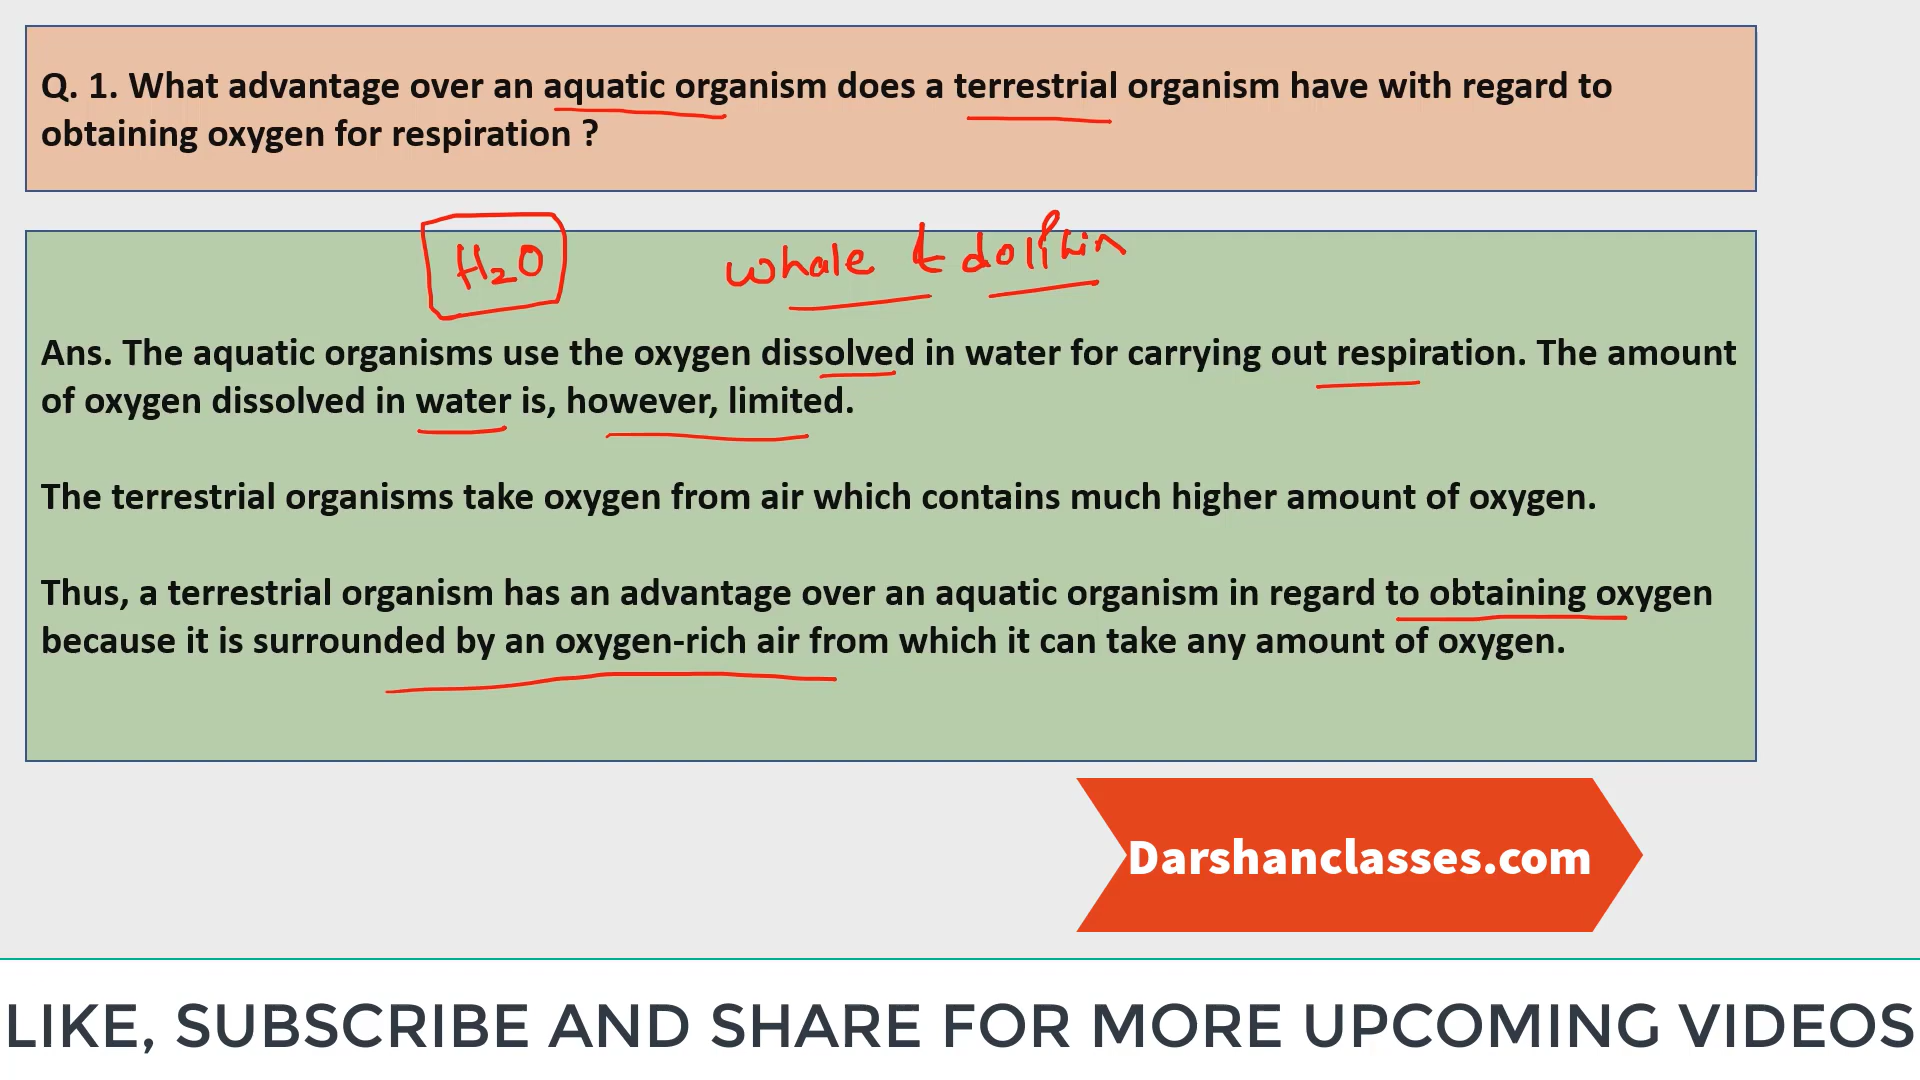 Q. 1. What advantage over an aquatic organism does a terrestrial organism have with regard to
obtaining oxygen for respiration ?
H₂O
whale & dolphin
Ans. The aquatic organisms use the oxygen dissolved in water for carrying out respiration. The amount
of oxygen dissolved in water is, however, limited.
The terrestrial organisms take oxygen from air which contains much higher amount of oxygen.
Thus, a terrestrial organism has an advantage over an aquatic organism in regard to obtaining oxygen
because it is surrounded by an oxygen-rich air from which it can take any amount of oxygen.
Darshanclasses.com
LIKE, SUBSCRIBE AND SHARE FOR MORE UPCOMING VIDEOS